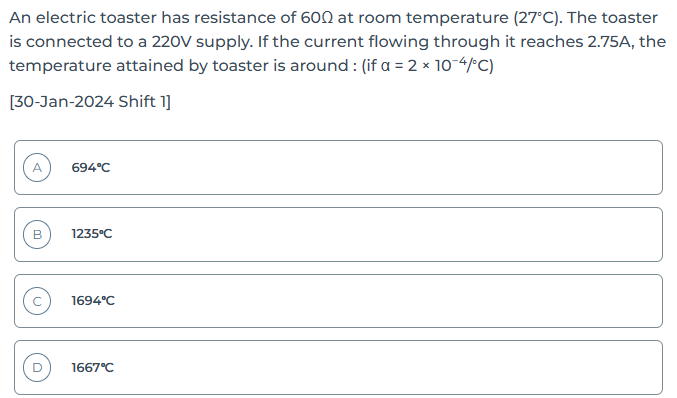 An electric toaster has resistance of 60Ω at room temperature (27°C). The toaster
is connected to a 220V supply. If the current flowing through it reaches 2.75A, the
temperature attained by toaster is around : (if α = 2 × 10⁻⁴/°C)
[30-Jan-2024 Shift 1]
A 694°C
B 1235°C
C 1694°C
D 1667°C